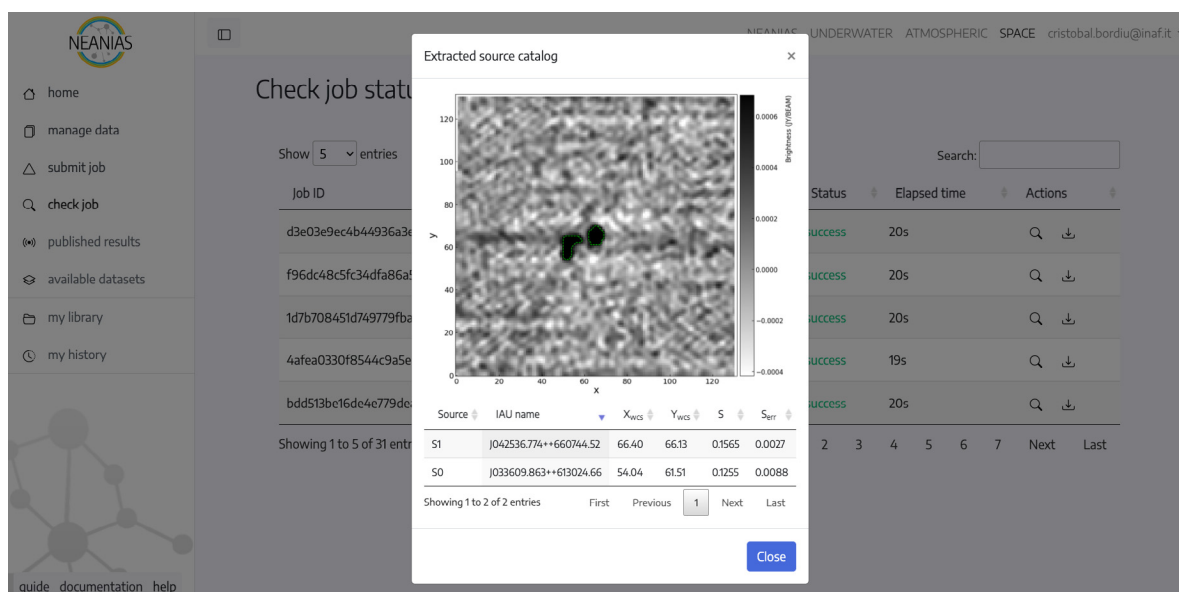 NEANIAS
NEANIAS UNDERWATER ATMOSPHERIC SPACE cristobal.bordiu@inaf.it
home
manage data
submit job
check job
published results
available datasets
my library
my history
guide documentation help
Check job statu
Show 5 entries
Search:
Job ID Status Elapsed time Actions
d3e03e9ec4b44936a3e success 20s
f96dc48c5fc34dfa86a5 success 20s
1d7b708451d749779fba success 20s
4afea0330f8544c9a5e success 19s
bdd513be16de4e779de success 20s
Showing 1 to 5 of 31 entr 2 3 4 5 6 7 Next Last
Extracted source catalog ×
120
100
80
60
40
20
0
y
0 20 40 60 80 100 120
x
0.0006
0.0004
0.0002
0.0000
−0.0002
−0.0004
Brightness (JY/BEAM)
Source IAU name Xwcs Ywcs S Serr
S1 J042536.774++660744.52 66.40 66.13 0.1565 0.0027
S0 J033609.863++613024.66 54.04 61.51 0.1255 0.0088
Showing 1 to 2 of 2 entries First Previous 1 Next Last
Close